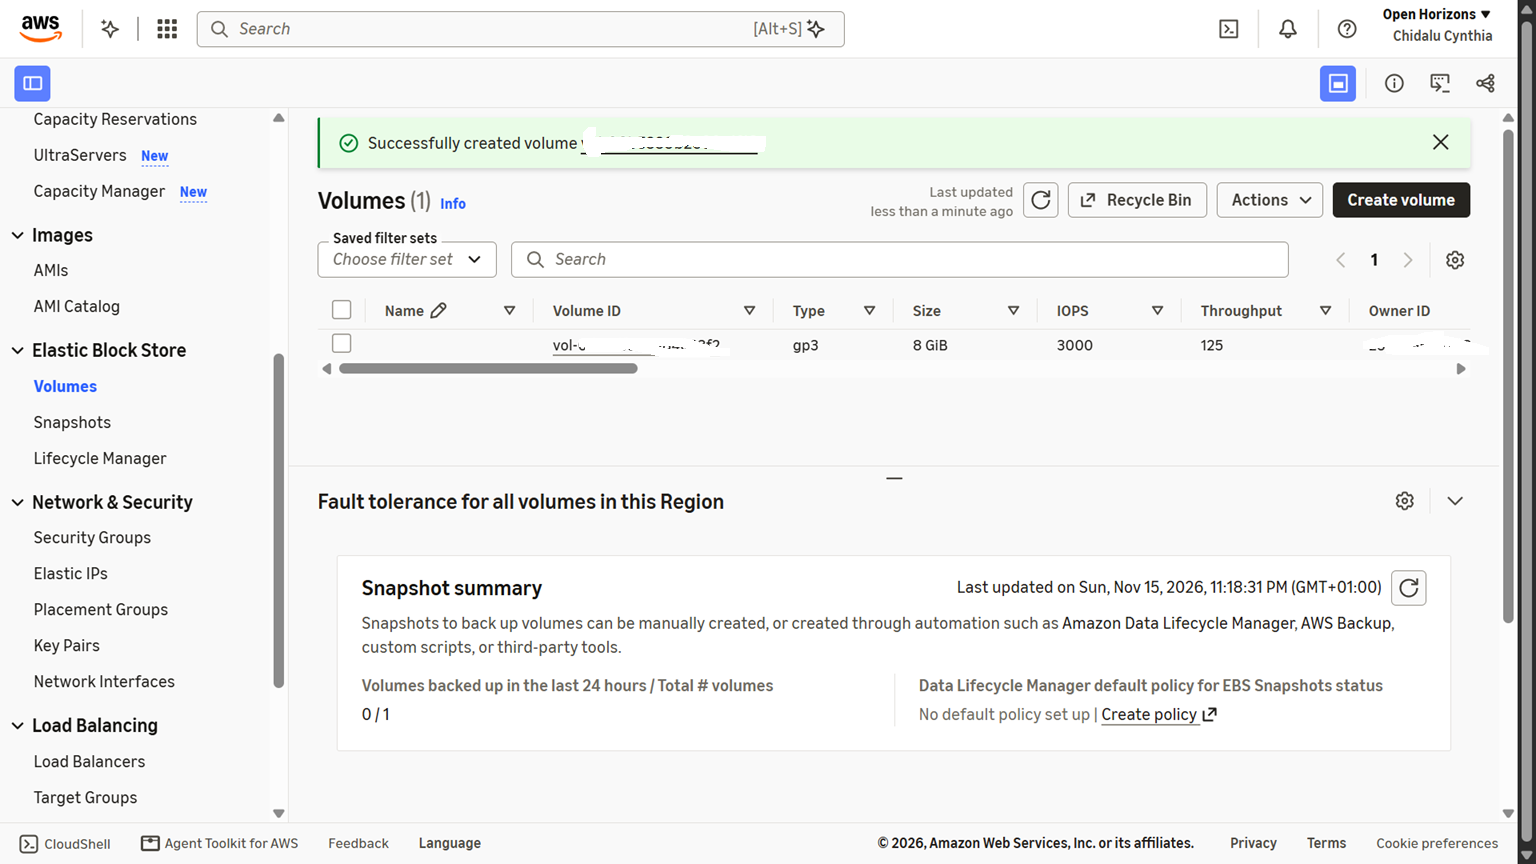 aws
Search [Alt+S]
Open Horizons
Chidalu Cynthia
Capacity Reservations
UltraServers New
Capacity Manager New
Images
AMIs
AMI Catalog
Elastic Block Store
Volumes
Snapshots
Lifecycle Manager
Network & Security
Security Groups
Elastic IPs
Placement Groups
Key Pairs
Network Interfaces
Load Balancing
Load Balancers
Target Groups
Successfully created volume
Volumes (1) Info
Last updated
less than a minute ago
Recycle Bin
Actions
Create volume
Saved filter sets
Choose filter set
Search
1
Name Volume ID Type Size IOPS Throughput Owner ID
gp3 8 GiB 3000 125
Fault tolerance for all volumes in this Region
Snapshot summary
Last updated on Sun, Nov 15, 2026, 11:18:31 PM (GMT+01:00)
Snapshots to back up volumes can be manually created, or created through automation such as Amazon Data Lifecycle Manager, AWS Backup,
custom scripts, or third-party tools.
Volumes backed up in the last 24 hours / Total # volumes
0 / 1
Data Lifecycle Manager default policy for EBS Snapshots status
No default policy set up | Create policy
CloudShell
Agent Toolkit for AWS
Feedback
Language
© 2026, Amazon Web Services, Inc. or its affiliates.
Privacy
Terms
Cookie preferences